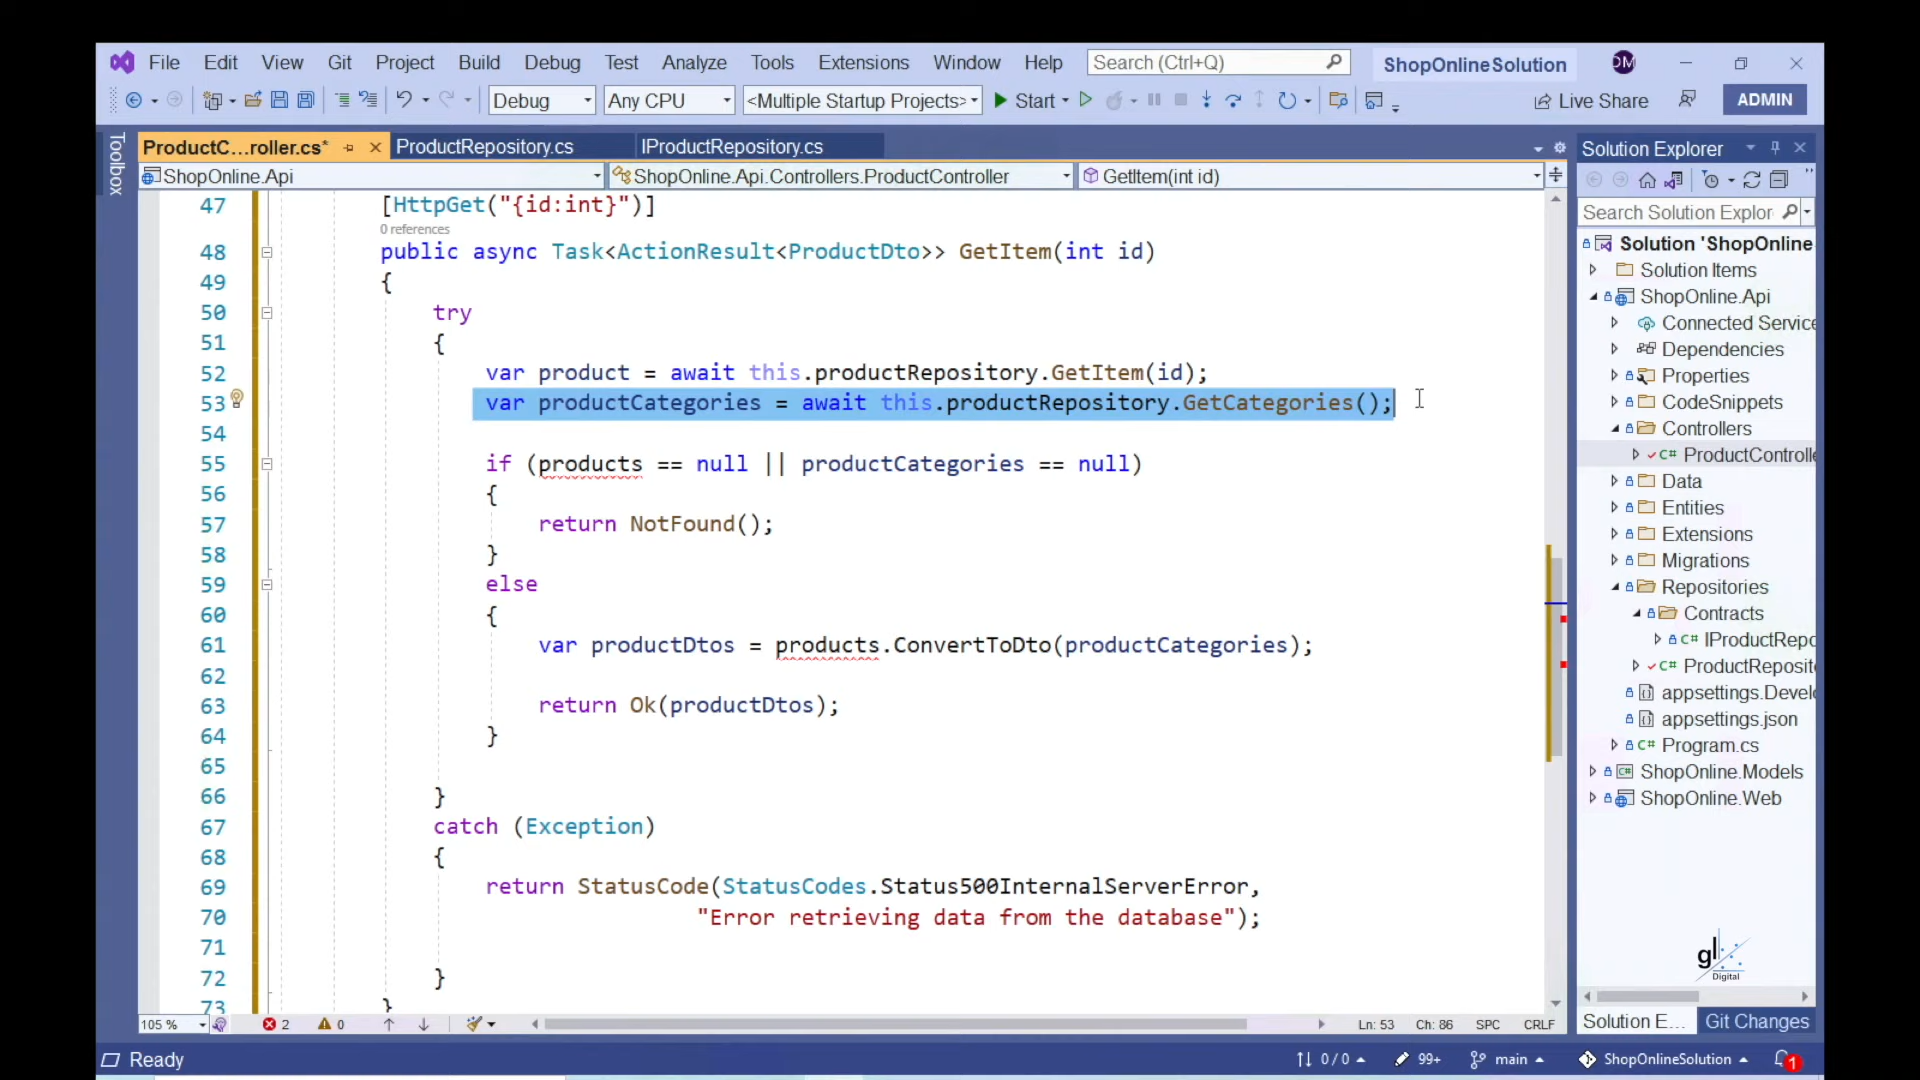 File Edit View Git Project Build Debug Test Analyze Tools Extensions Window Help Search (Ctrl+Q) ShopOnlineSolution DM
Debug Any CPU <Multiple Startup Projects> Start Live Share ADMIN
Toolbox
ProductC...roller.cs* ProductRepository.cs IProductRepository.cs
ShopOnline.Api ShopOnline.Api.Controllers.ProductController GetItem(int id)
47 [HttpGet("{id:int}")]
0 references
48 public async Task<ActionResult<ProductDto>> GetItem(int id)
49 {
50 try
51 {
52 var product = await this.productRepository.GetItem(id);
53 var productCategories = await this.productRepository.GetCategories();
54
55 if (products == null || productCategories == null)
56 {
57 return NotFound();
58 }
59 else
60 {
61 var productDtos = products.ConvertToDto(productCategories);
62
63 return Ok(productDtos);
64 }
65
66 }
67 catch (Exception)
68 {
69 return StatusCode(StatusCodes.Status500InternalServerError,
70 "Error retrieving data from the database");
71
72 }
73 }
105 % 2 0 Ln: 53 Ch: 86 SPC CRLF
Solution Explorer
Search Solution Explor
Solution 'ShopOnline
Solution Items
ShopOnline.Api
Connected Service
Dependencies
Properties
CodeSnippets
Controllers
C# ProductControlle
Data
Entities
Extensions
Migrations
Repositories
Contracts
C# IProductRepo
C# ProductReposit
appsettings.Develo
appsettings.json
C# Program.cs
C# ShopOnline.Models
ShopOnline.Web
gl
Digital
Solution E... Git Changes
Ready 0 / 0 99+ main ShopOnlineSolution 1